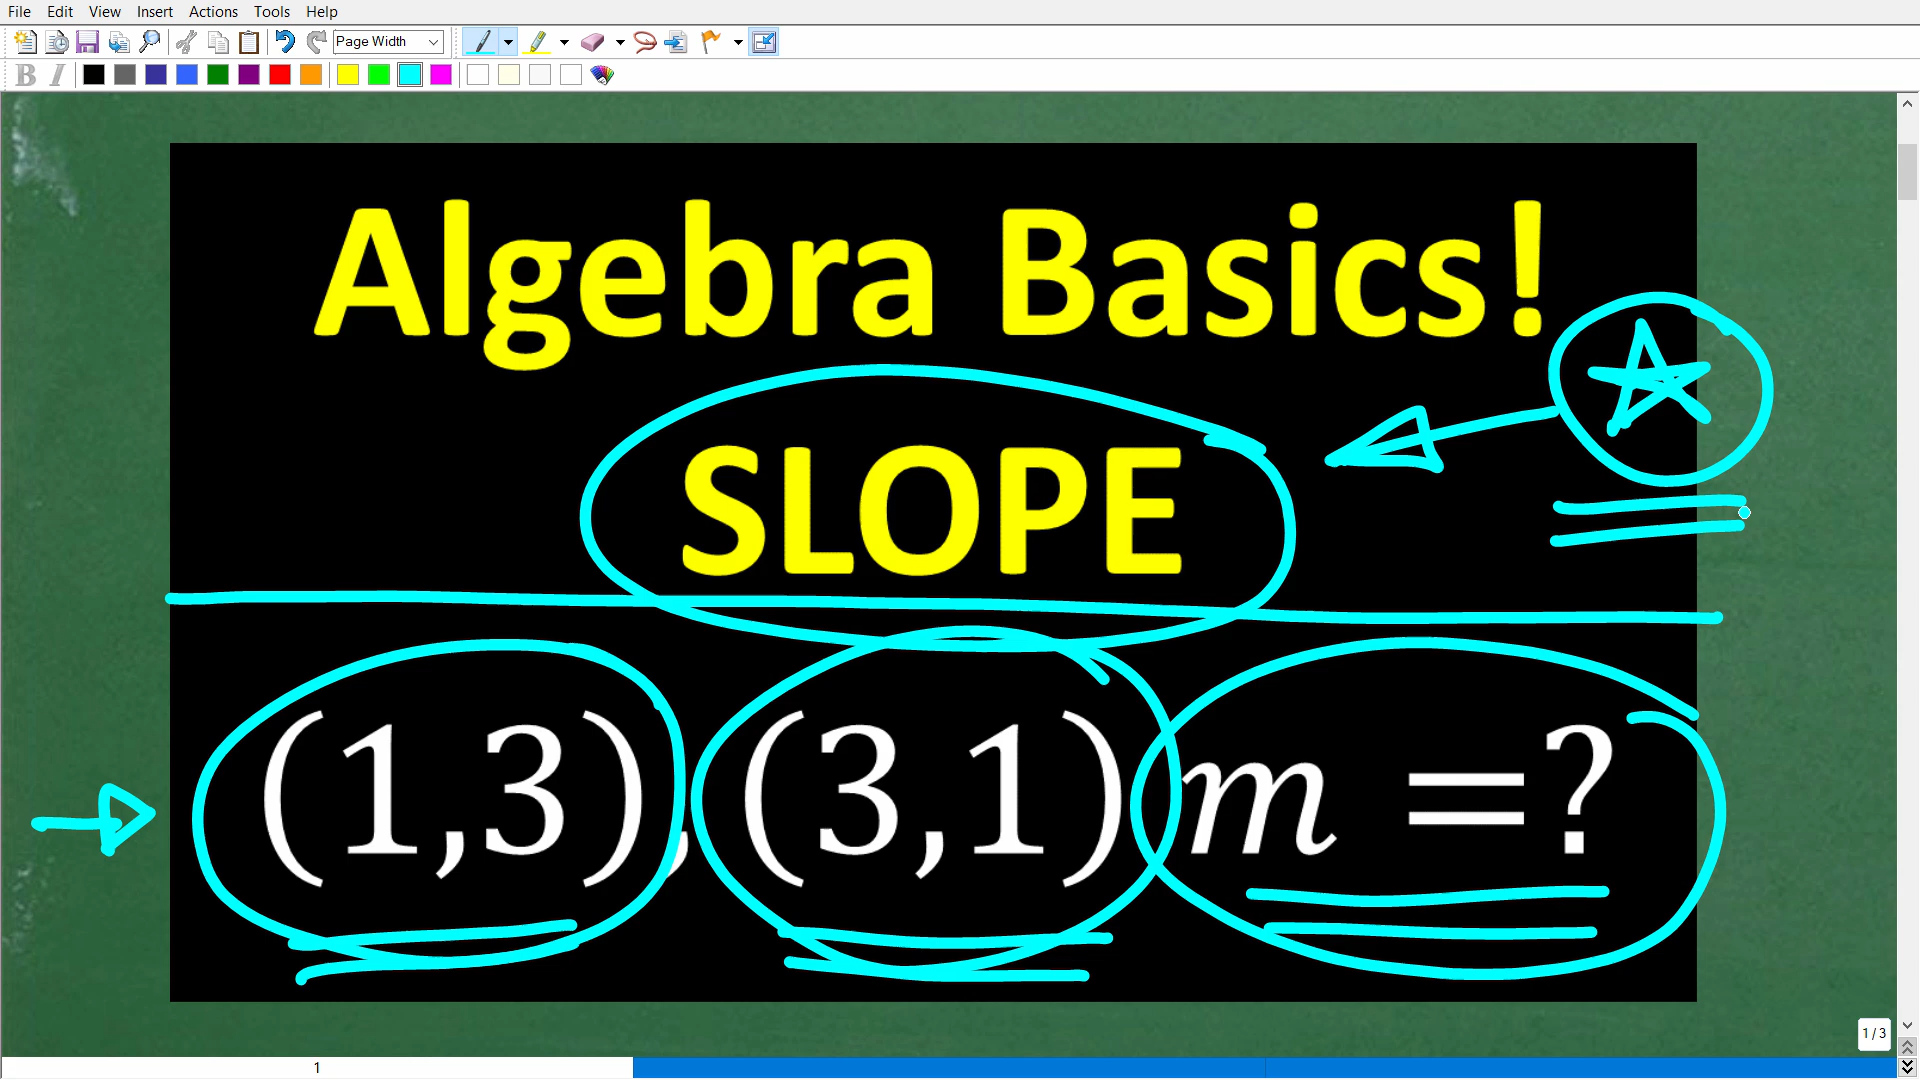 File Edit View Insert Actions Tools Help
Page Width
B I
Algebra Basics!
SLOPE
(1,3), (3,1) m =?
1 / 3
1